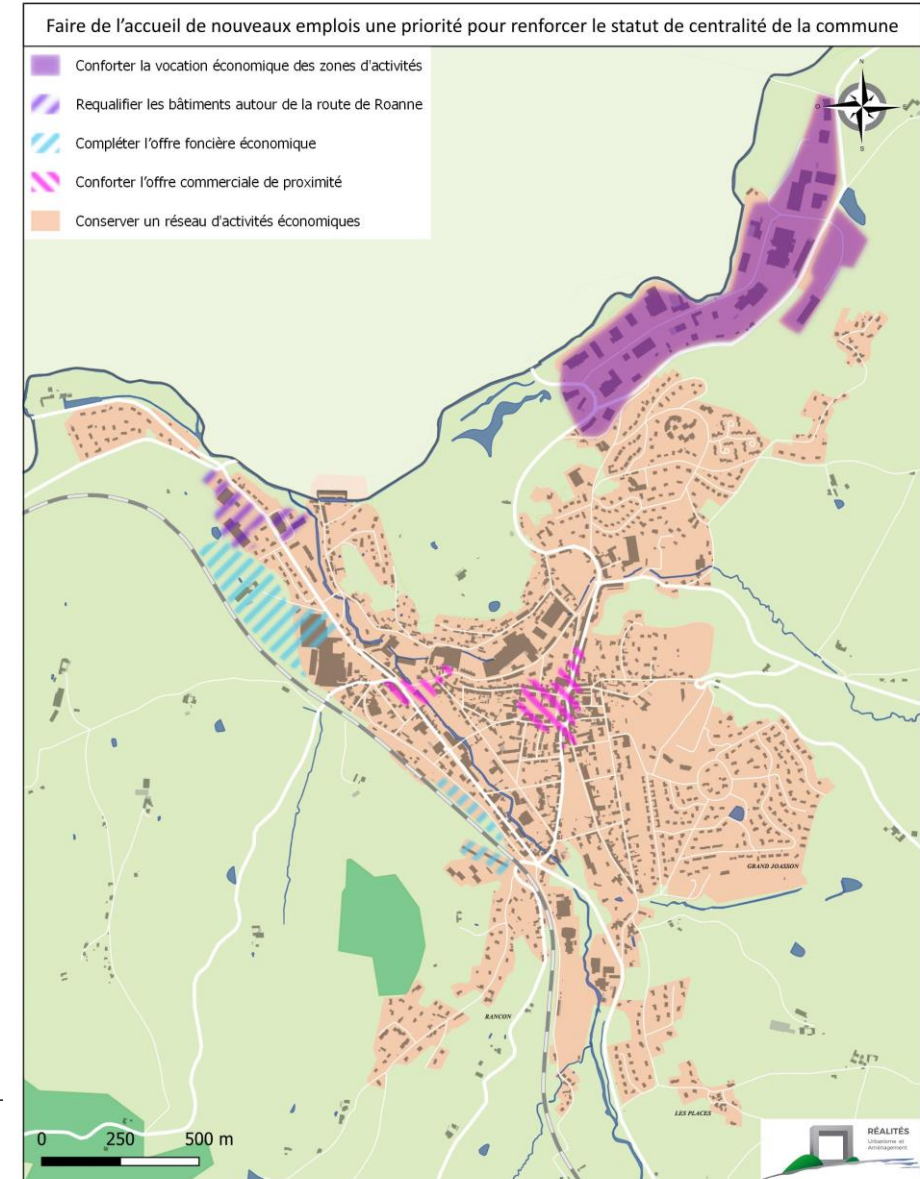 Faire de l’accueil de nouveaux emplois une priorité pour renforcer le statut de centralité de la commune
Conforter la vocation économique des zones d'activités
Requalifier les bâtiments autour de la route de Roanne
Compléter l’offre foncière économique
Conforter l’offre commerciale de proximité
Conserver un réseau d'activités économiques
N
O
E
S
GRAND JOASSON
RANCON
LES PLACES
0 250 500 m
RÉALITÉS
Urbanisme et
Aménagement